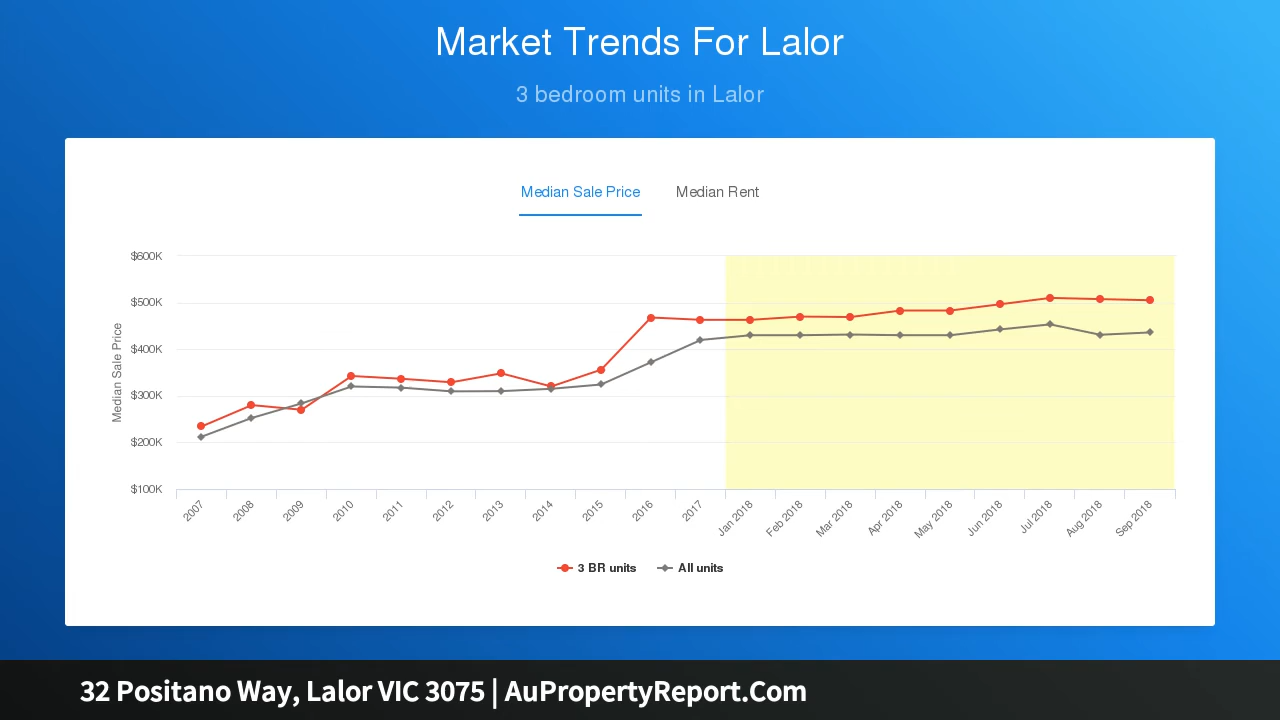 Market Trends For Lalor
3 bedroom units in Lalor
Median Sale Price Median Rent
Median Sale Price
$600K
$500K
$400K
$300K
$200K
$100K
2007 2008 2009 2010 2011 2012 2013 2014 2015 2016 2017 Jan 2018 Feb 2018 Mar 2018 Apr 2018 May 2018 Jun 2018 Jul 2018 Aug 2018 Sep 2018
3 BR units All units
32 Positano Way, Lalor VIC 3075 | AuPropertyReport.Com